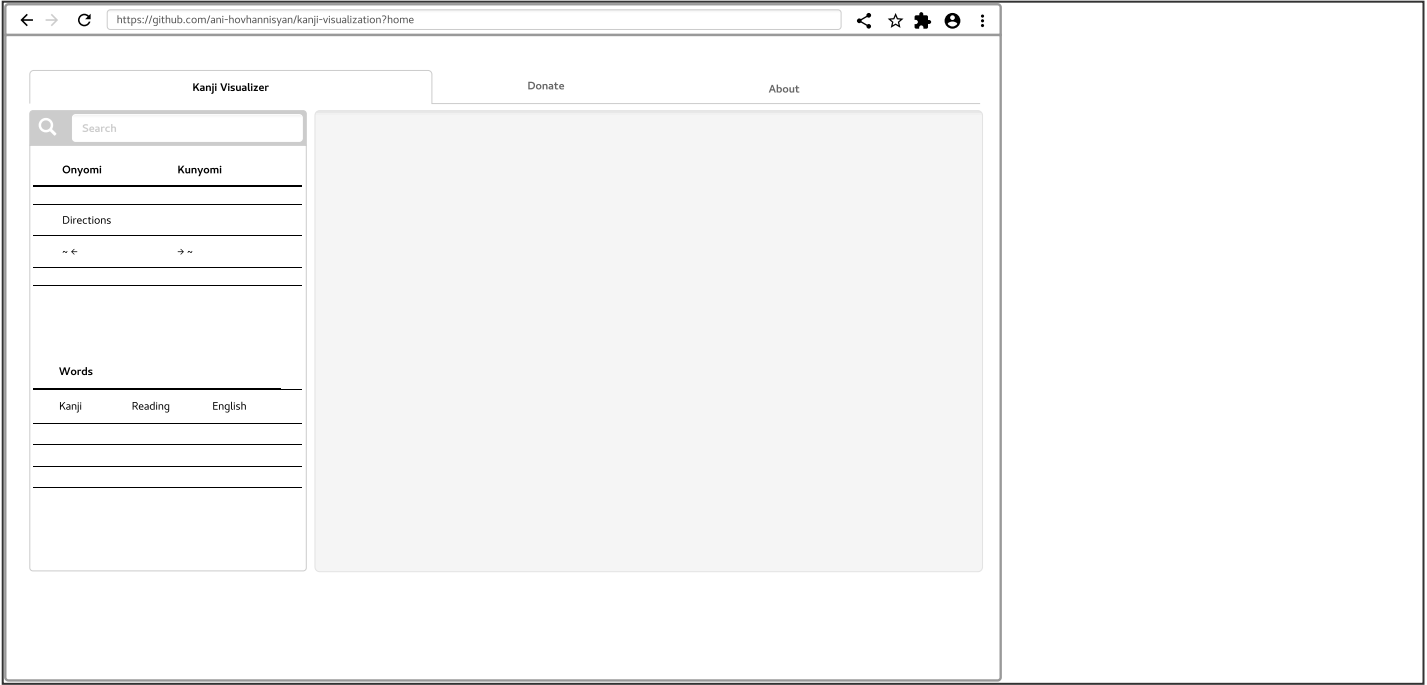 https://github.com/ani-hovhannisyan/kanji-visualization?home
Kanji Visualizer Donate About
Search
Onyomi Kunyomi
Directions
~ ← → ~
Words
Kanji Reading English